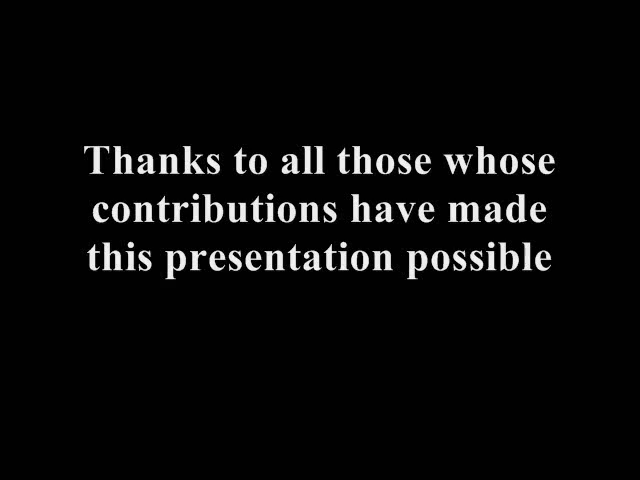 Thanks to all those whose
contributions have made
this presentation possible